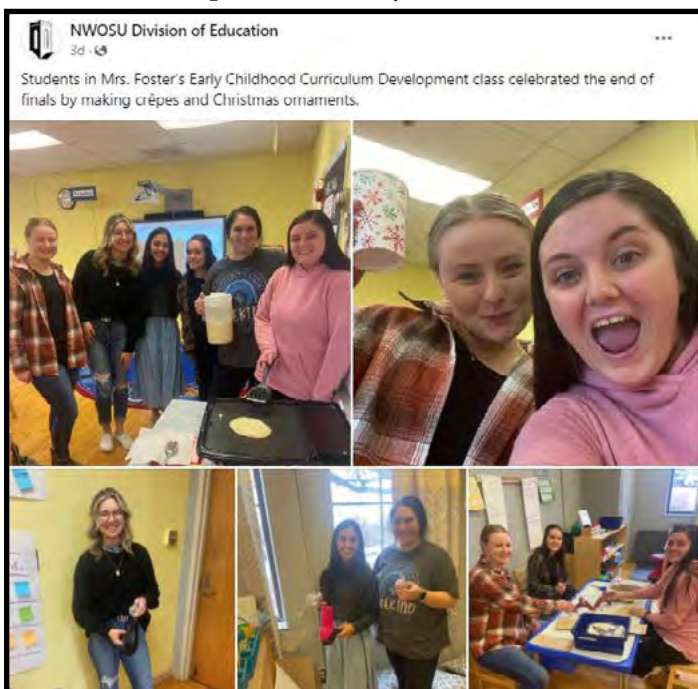 NWOSU Division of Education
3d ·
Students in Mrs. Foster's Early Childhood Curriculum Development class celebrated the end of
finals by making crêpes and Christmas ornaments.